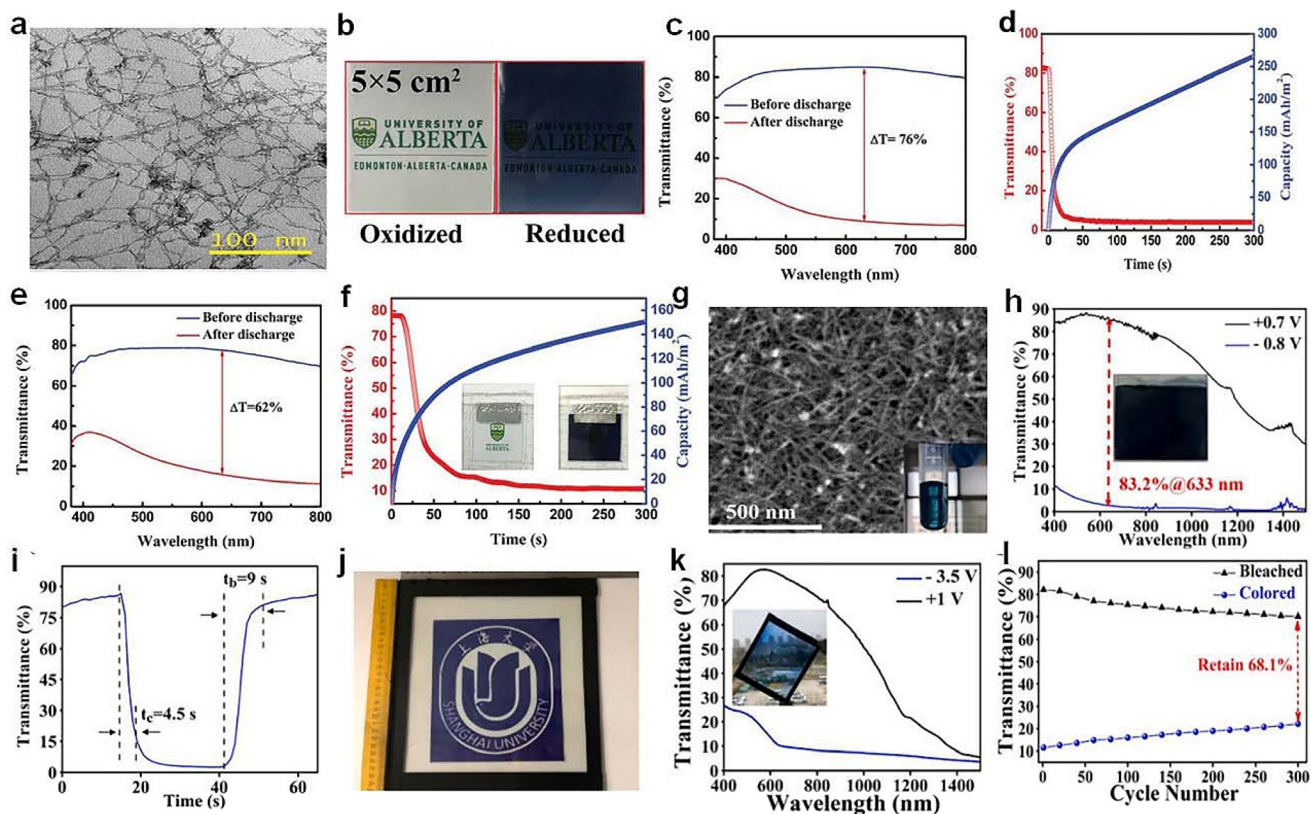 a
100 nm
b
5×5 cm²
UNIVERSITY OF
ALBERTA
EDMONTON·ALBERTA·CANADA
UNIVERSITY OF
ALBERTA
EDMONTON·ALBERTA·CANADA
Oxidized
Reduced
c
Transmittance (%)
100
80
60
40
20
0
Before discharge
After discharge
ΔT= 76%
400 500 600 700 800
Wavelength (nm)
d
Transmittance (%)
100
80
60
40
20
0
300
250
200
150
100
50
0
Capacity (mAh/m²)
0 50 100 150 200 250 300
Time (s)
e
Transmittance (%)
100
80
60
40
20
0
Before discharge
After discharge
ΔT=62%
400 500 600 700 800
Wavelength (nm)
f
Transmittance (%)
80
70
60
50
40
30
20
10
ALBERTA
160
120
80
40
0
Capacity (mAh/m²)
0 50 100 150 200 250 300
Time (s)
g
500 nm
h
Transmittance (%)
90
80
70
60
50
40
30
20
10
0
+0.7 V
- 0.8 V
83.2%@633 nm
400 600 800 1000 1200 1400
Wavelength (nm)
i
Transmittance (%)
90
75
60
45
30
15
0
t_b=9 s
t_c=4.5 s
0 20 40 60
Time (s)
j
上海大学
SHANGHAI UNIVERSITY
k
Transmittance (%)
80
70
60
50
40
30
20
10
0
- 3.5 V
+1 V
400 600 800 1000 1200 1400
Wavelength (nm)
l
Transmittance (%)
90
80
70
60
50
40
30
20
10
Bleached
Colored
Retain 68.1%
0 50 100 150 200 250 300
Cycle Number